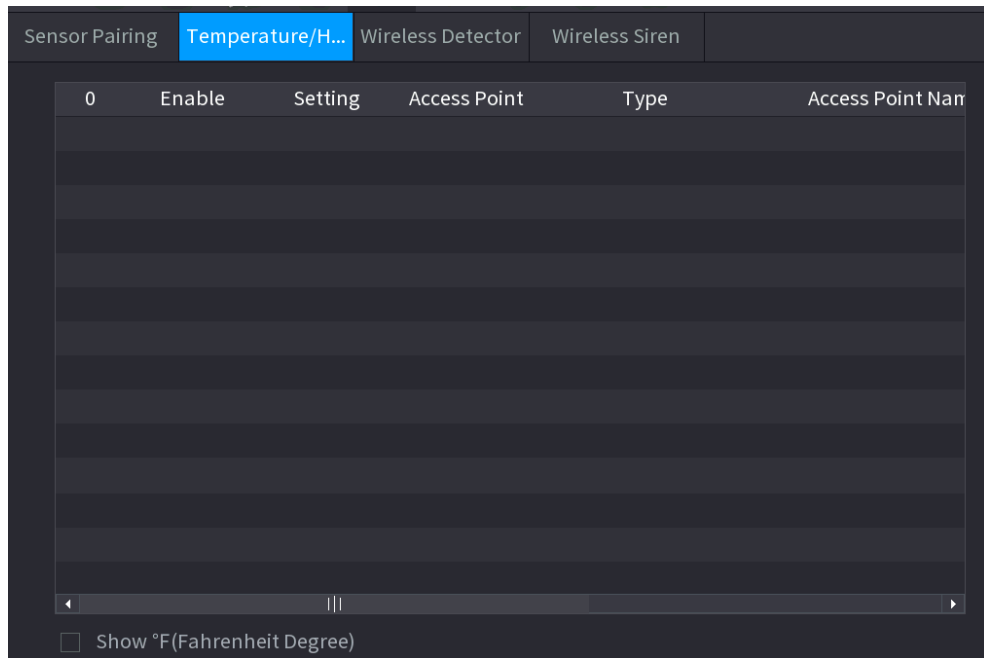 Sensor Pairing Temperature/H... Wireless Detector Wireless Siren
0 Enable Setting Access Point Type Access Point Nam
Show °F(Fahrenheit Degree)